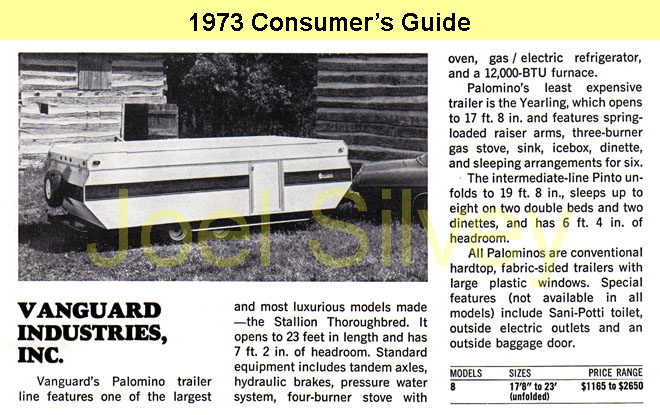 1973 Consumer's Guide
Joel Silvey
VANGUARD
INDUSTRIES,
INC.
Vanguard's Palomino trailer
line features one of the largest
and most luxurious models made
—the Stallion Thoroughbred. It
opens to 23 feet in length and has
7 ft. 2 in. of headroom. Standard
equipment includes tandem axles,
hydraulic brakes, pressure water
system, four-burner stove with
oven, gas / electric refrigerator,
and a 12,000-BTU furnace.
Palomino's least expensive
trailer is the Yearling, which opens
to 17 ft. 8 in. and features spring-
loaded raiser arms, three-burner
gas stove, sink, icebox, dinette,
and sleeping arrangements for six.
The intermediate-line Pinto un-
folds to 19 ft. 8 in., sleeps up to
eight on two double beds and two
dinettes, and has 6 ft. 4 in. of
headroom.
All Palominos are conventional
hardtop, fabric-sided trailers with
large plastic windows. Special
features (not available in all
models) include Sani-Potti toilet,
outside electric outlets and an
outside baggage door.
MODELS SIZES PRICE RANGE
8 17'8" to 23' $1165 to $2650
(unfolded)